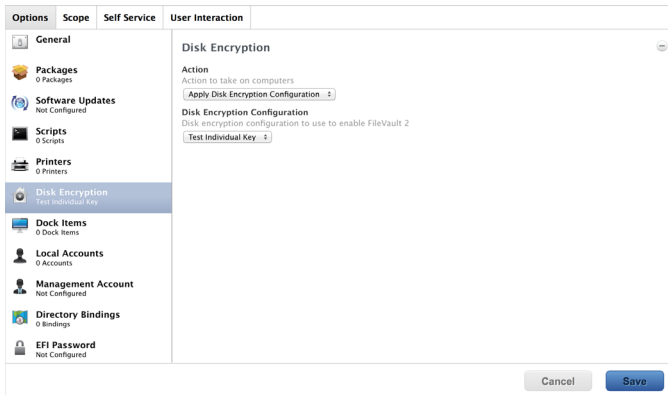 Options Scope Self Service User Interaction
General
Packages
0 Packages
Software Updates
Not Configured
Scripts
0 Scripts
Printers
0 Printers
Disk Encryption
Test Individual Key
Dock Items
0 Dock Items
Local Accounts
0 Accounts
Management Account
Not Configured
Directory Bindings
0 Bindings
EFI Password
Not Configured
Disk Encryption
Action
Action to take on computers
Apply Disk Encryption Configuration
Disk Encryption Configuration
Disk encryption configuration to use to enable FileVault 2
Test Individual Key
Cancel Save